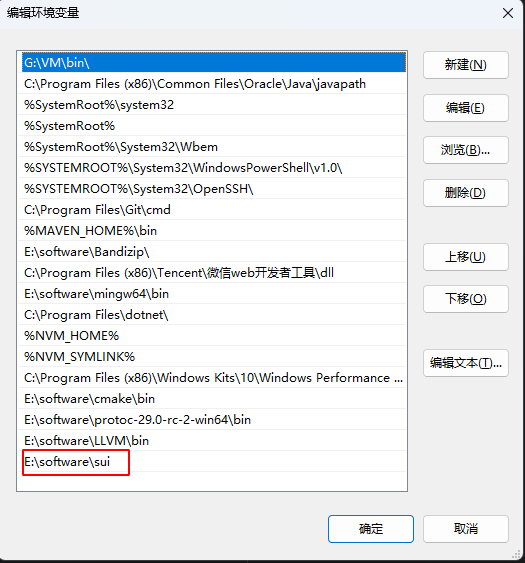 编辑环境变量
G:\VM\bin\
C:\Program Files (x86)\Common Files\Oracle\Java\javapath
%SystemRoot%\system32
%SystemRoot%
%SystemRoot%\System32\Wbem
%SYSTEMROOT%\System32\WindowsPowerShell\v1.0\
%SYSTEMROOT%\System32\OpenSSH\
C:\Program Files\Git\cmd
%MAVEN_HOME%\bin
E:\software\Bandizip\
C:\Program Files (x86)\Tencent\微信web开发者工具\dll
E:\software\mingw64\bin
C:\Program Files\dotnet\
%NVM_HOME%
%NVM_SYMLINK%
C:\Program Files (x86)\Windows Kits\10\Windows Performance ...
E:\software\cmake\bin
E:\software\protoc-29.0-rc-2-win64\bin
E:\software\LLVM\bin
E:\software\sui
新建(N)
编辑(E)
浏览(B)...
删除(D)
上移(U)
下移(O)
编辑文本(T)...
确定
取消